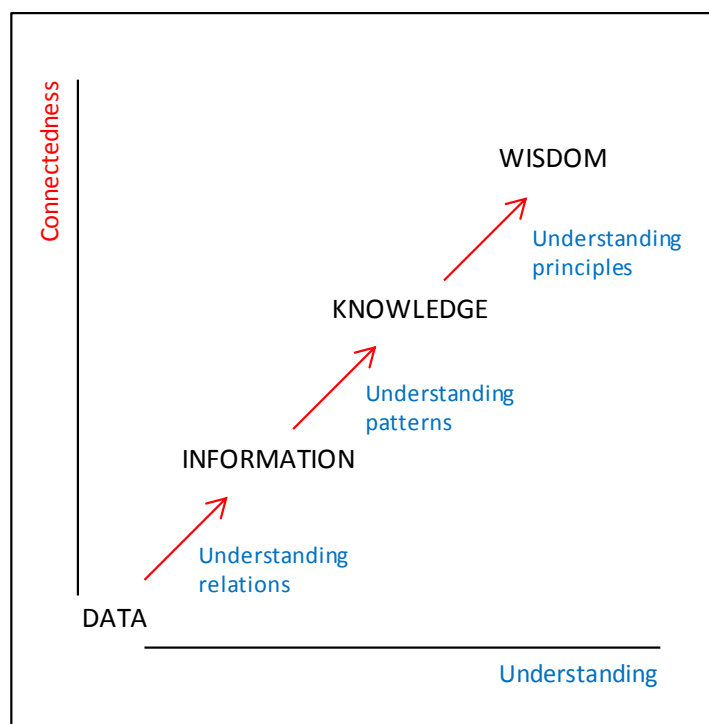 Connectedness
WISDOM
Understanding
principles
KNOWLEDGE
Understanding
patterns
INFORMATION
Understanding
relations
DATA
Understanding